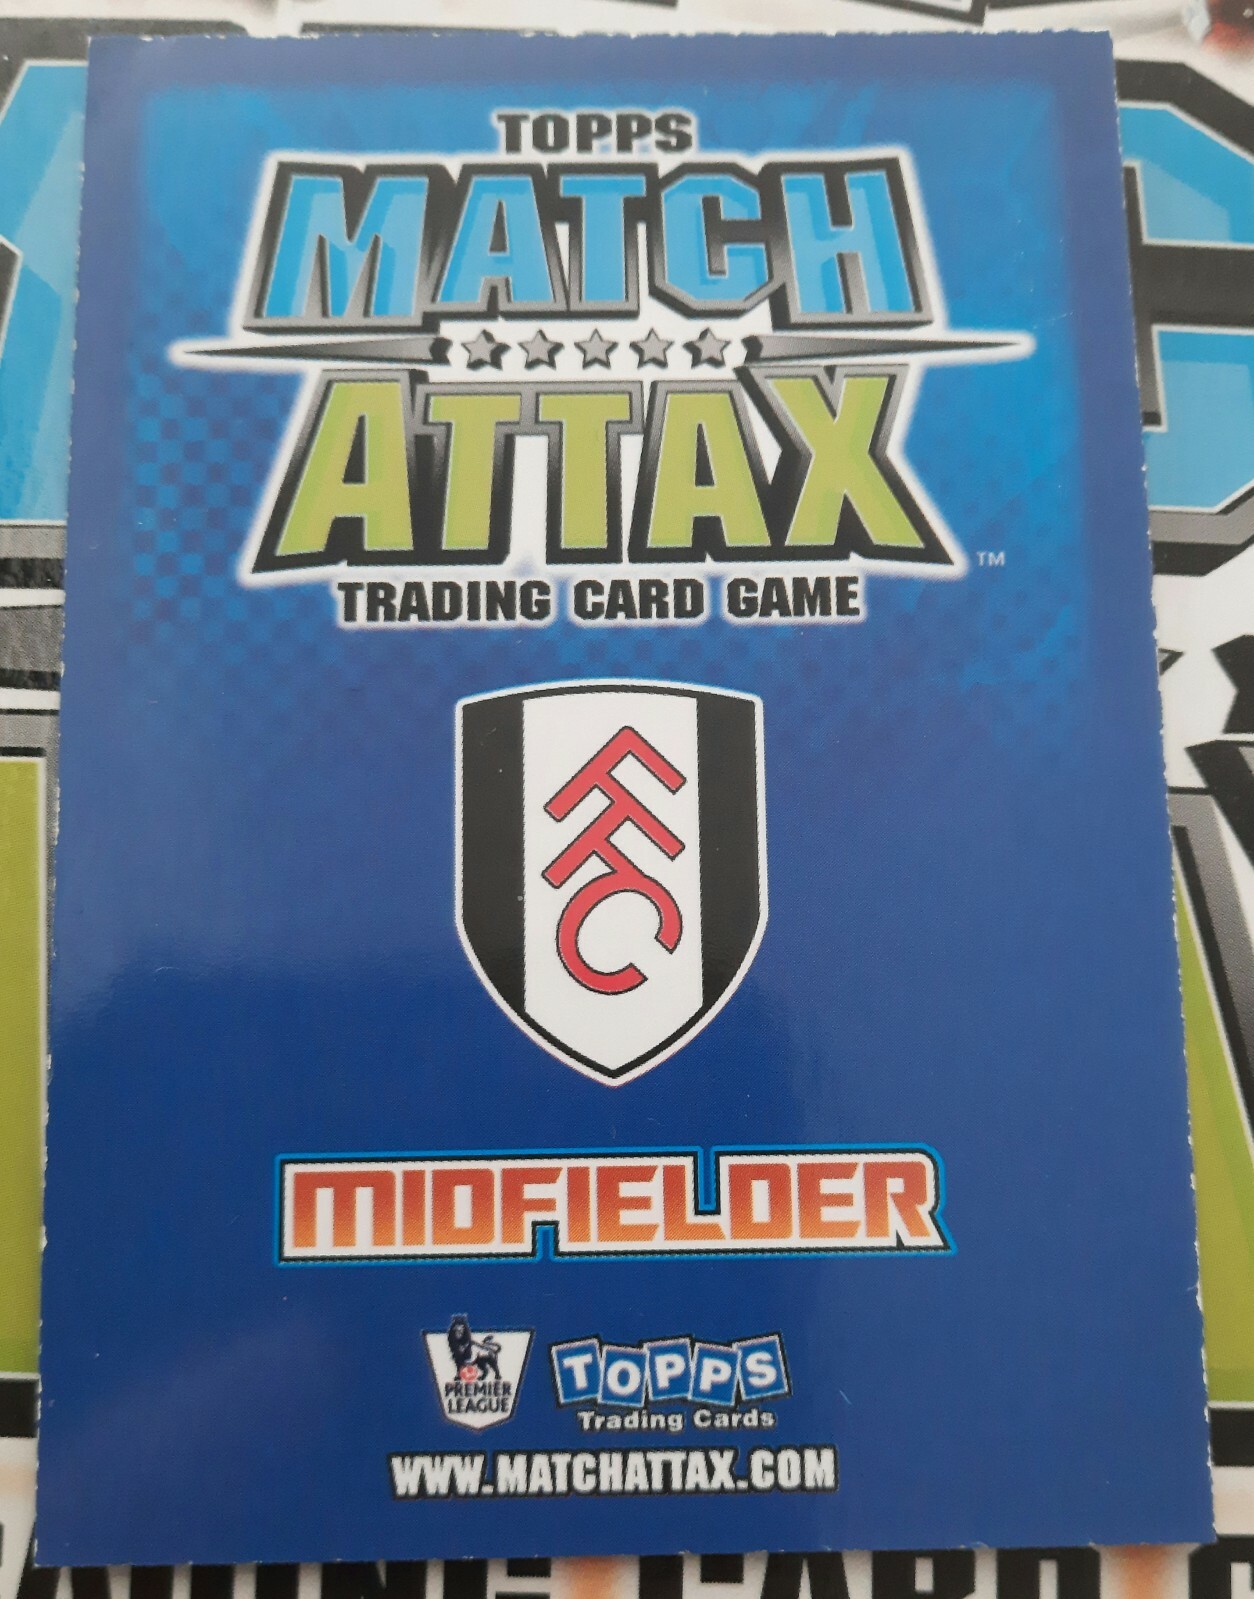 TOPPS
MATCH
ATTAX
™
TRADING CARD GAME
FFC
MIDFIELDER
PREMIER
LEAGUE
TOPPS
Trading Cards
WWW.MATCHATTAX.COM